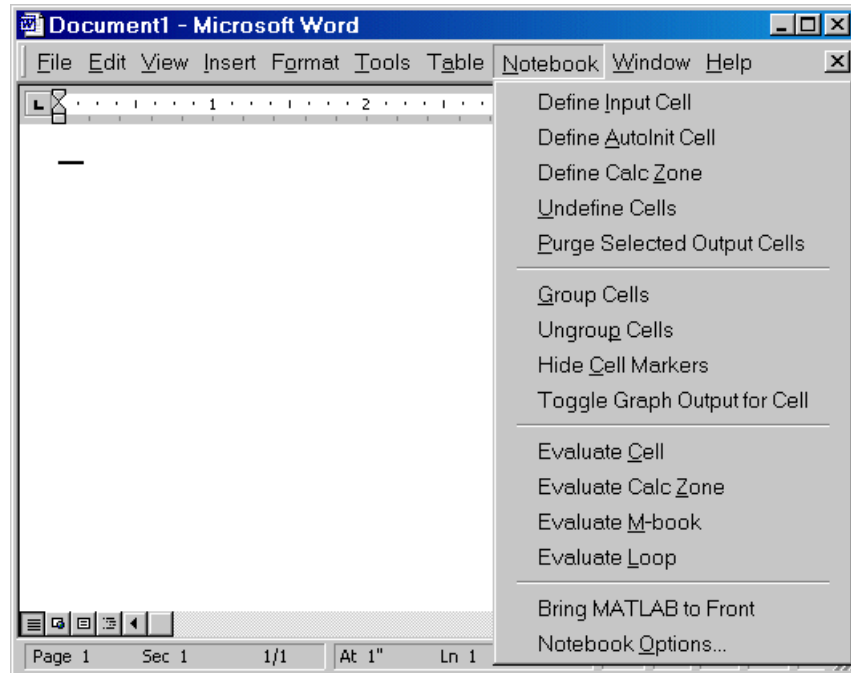 Document1 - Microsoft Word
File Edit View Insert Format Tools Table Notebook Window Help
1 2
Define Input Cell
Define AutoInit Cell
Define Calc Zone
Undefine Cells
Purge Selected Output Cells
Group Cells
Ungroup Cells
Hide Cell Markers
Toggle Graph Output for Cell
Evaluate Cell
Evaluate Calc Zone
Evaluate M-book
Evaluate Loop
Bring MATLAB to Front
Notebook Options...
Page 1 Sec 1 1/1 At 1" Ln 1